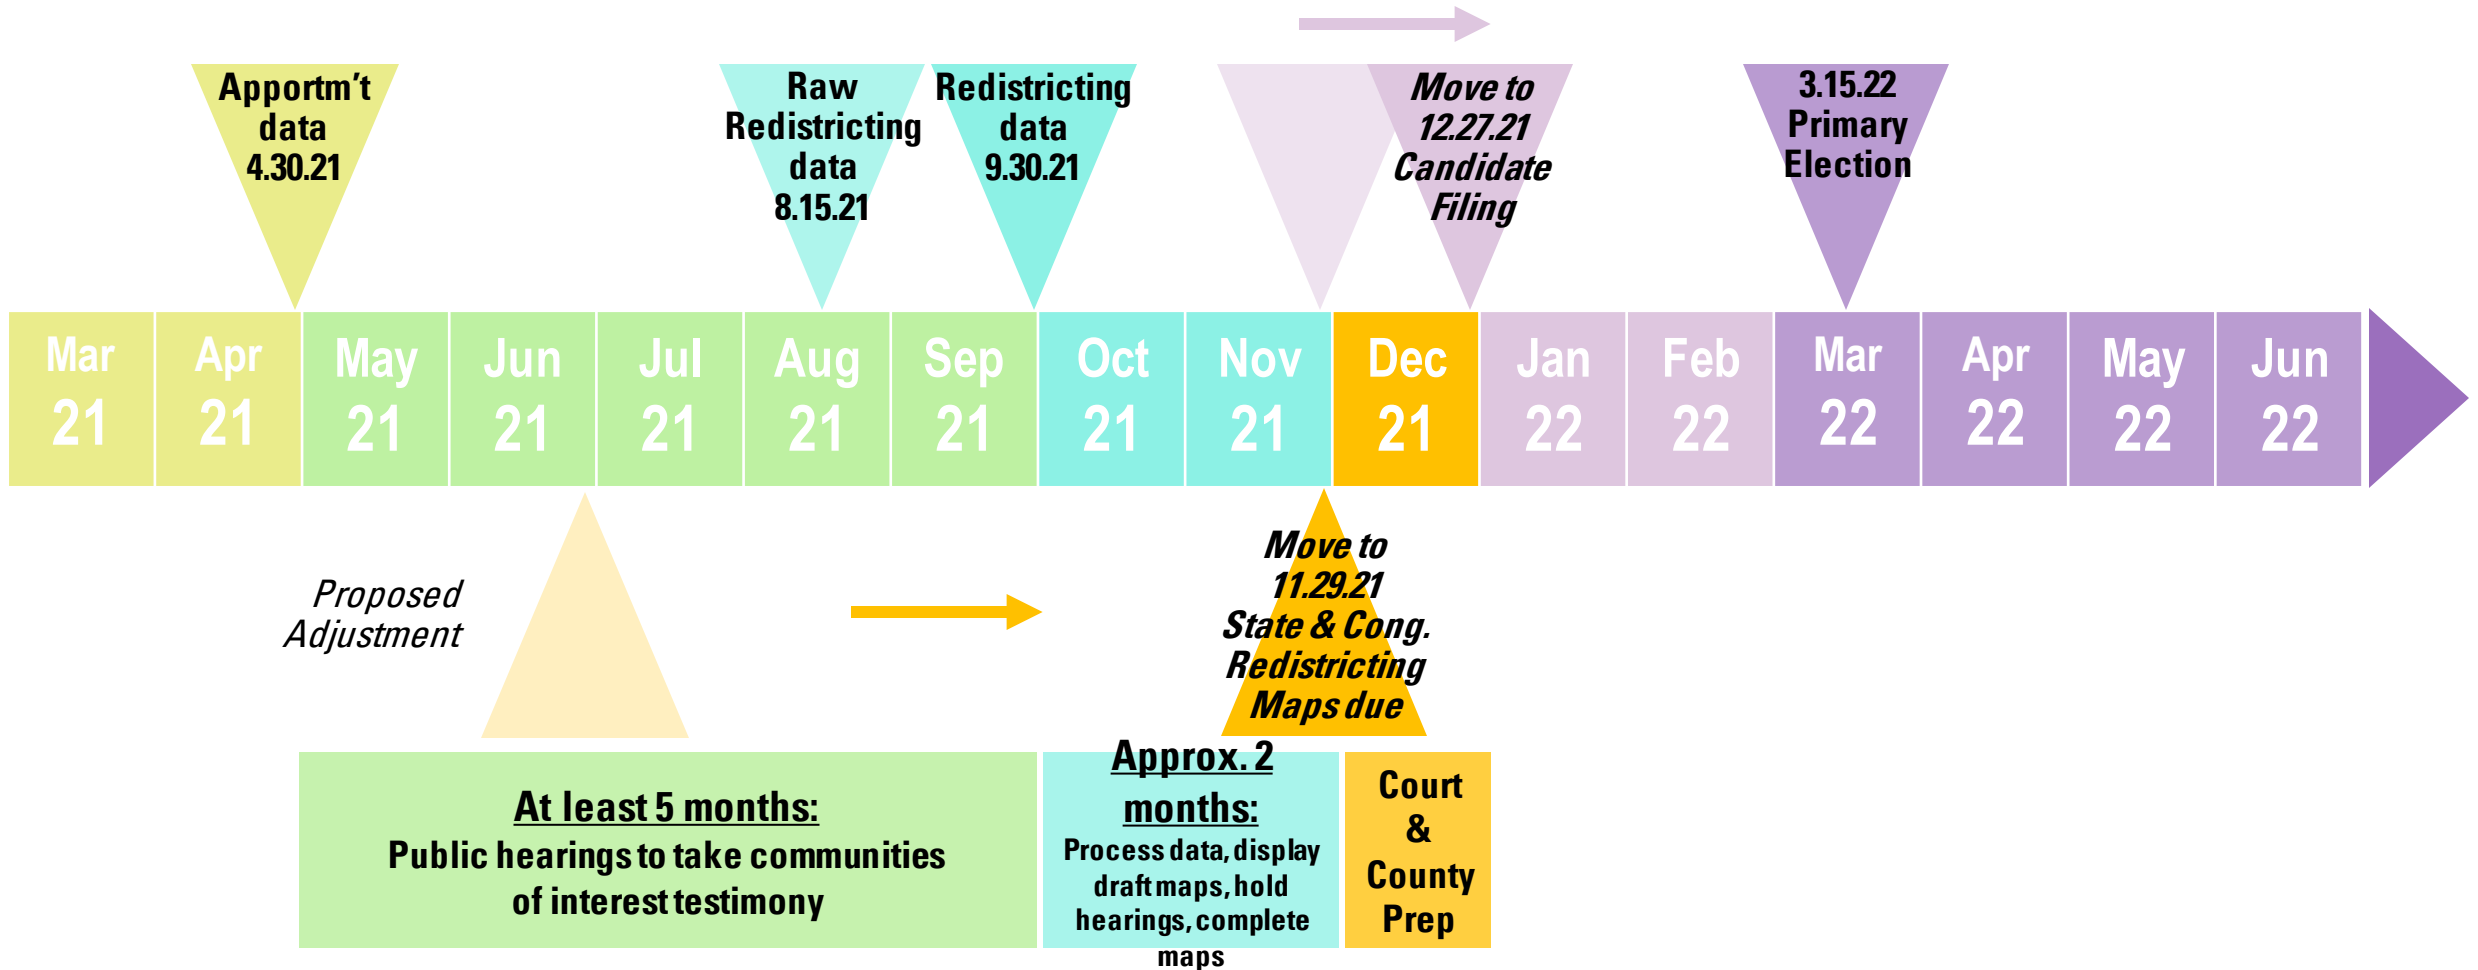 Apportm't
data
4.30.21
Raw
Redistricting
data
8.15.21
Redistricting
data
9.30.21
Move to
12.27.21
Candidate
Filing
3.15.22
Primary
Election
Mar
21
Apr
21
May
21
Jun
21
Jul
21
Aug
21
Sep
21
Oct
21
Nov
21
Dec
21
Jan
22
Feb
22
Mar
22
Apr
22
May
22
Jun
22
Proposed
Adjustment
Move to
11.29.21
State & Cong.
Redistricting
Maps due
At least 5 months:
Public hearings to take communities
of interest testimony
Approx. 2
months:
Process data, display
draft maps, hold
hearings, complete
maps
Court
&
County
Prep